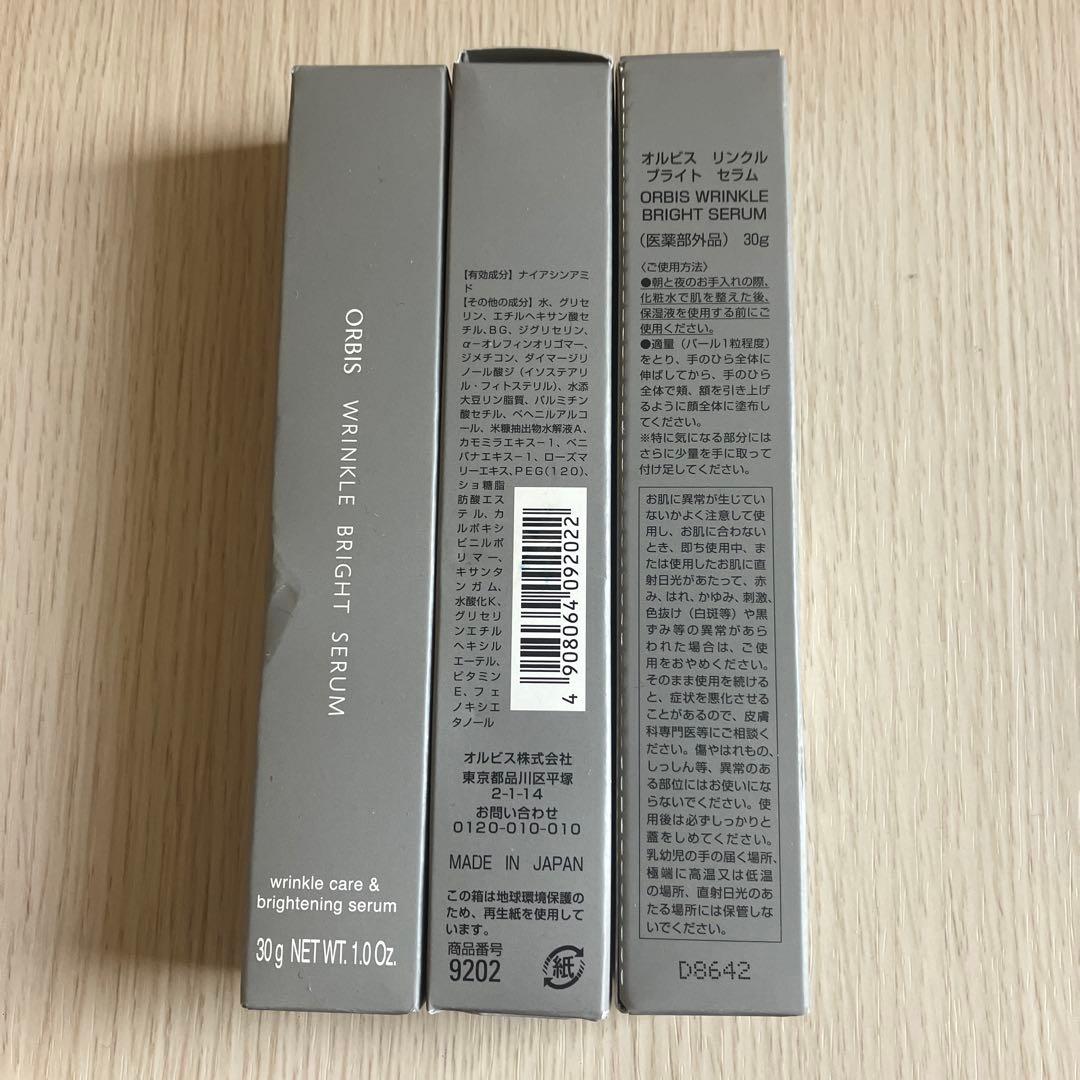 ORBIS WRINKLE BRIGHT SERUM
wrinkle care &
brightening serum
30g NET WT. 1.0 Oz.
【有効成分】ナイアシンアミ
ド
【その他の成分】水、グリセ
リン、エチルヘキサン酸セ
チル、BG、ジグリセリン、
α-オレフィンオリゴマー、
ジメチコン、ダイマージリ
ノール酸ジ(イソステアリ
ル・フィトステリル)、水添
大豆リン脂質、パルミチン
酸セチル、ベヘニルアルコ
ール、米糠抽出物水解液A、
カモミラエキス-1、ベニ
バナエキス-1、ローズマ
リーエキス、PEG(120)、
ショ糖脂
肪酸エス
テル、カ
ルボキシ
ビニルポ
リマー、
キサンタ
ンガム、
水酸化K、
グリセリ
ンエチル
ヘキシル
エーテル、
ビタミン
E、フェ
ノキシエ
タノール
4 908064 092022
オルビス株式会社
東京都品川区平塚
2-1-14
お問い合わせ
0120-010-010
MADE IN JAPAN
この箱は地球環境保護の
ため、再生紙を使用して
います。
商品番号
9202
紙
オルビス リンクル
ブライト セラム
ORBIS WRINKLE
BRIGHT SERUM
(医薬部外品) 30g
〈ご使用方法〉
●朝と夜のお手入れの際、
化粧水で肌を整えた後、
保湿液を使用する前にご
使用ください。
●適量(パール1粒程度)
をとり、手のひら全体に
伸ばしてから、手のひら
全体で頬、額を引き上げ
るように顔全体に塗布し
てください。
※特に気になる部分には
さらに少量を手に取って
付け足してください。
お肌に異常が生じてい
ないかよく注意して使
用し、お肌に合わない
とき、即ち使用中、ま
たは使用したお肌に直
射日光があたって、赤
み、はれ、かゆみ、刺激、
色抜け(白斑等)や黒
ずみ等の異常があら
われた場合は、ご使
用をおやめください。
そのまま使用を続ける
と、症状を悪化させる
ことがあるので、皮膚
科専門医等にご相談く
ださい。傷やはれもの、
しっしん等、異常のあ
る部位にはお使いにな
らないでください。使
用後は必ずしっかりと
蓋をしめてください。
乳幼児の手の届く場所、
極端に高温又は低温
の場所、直射日光のあ
たる場所には保管しな
いでください。
D8642